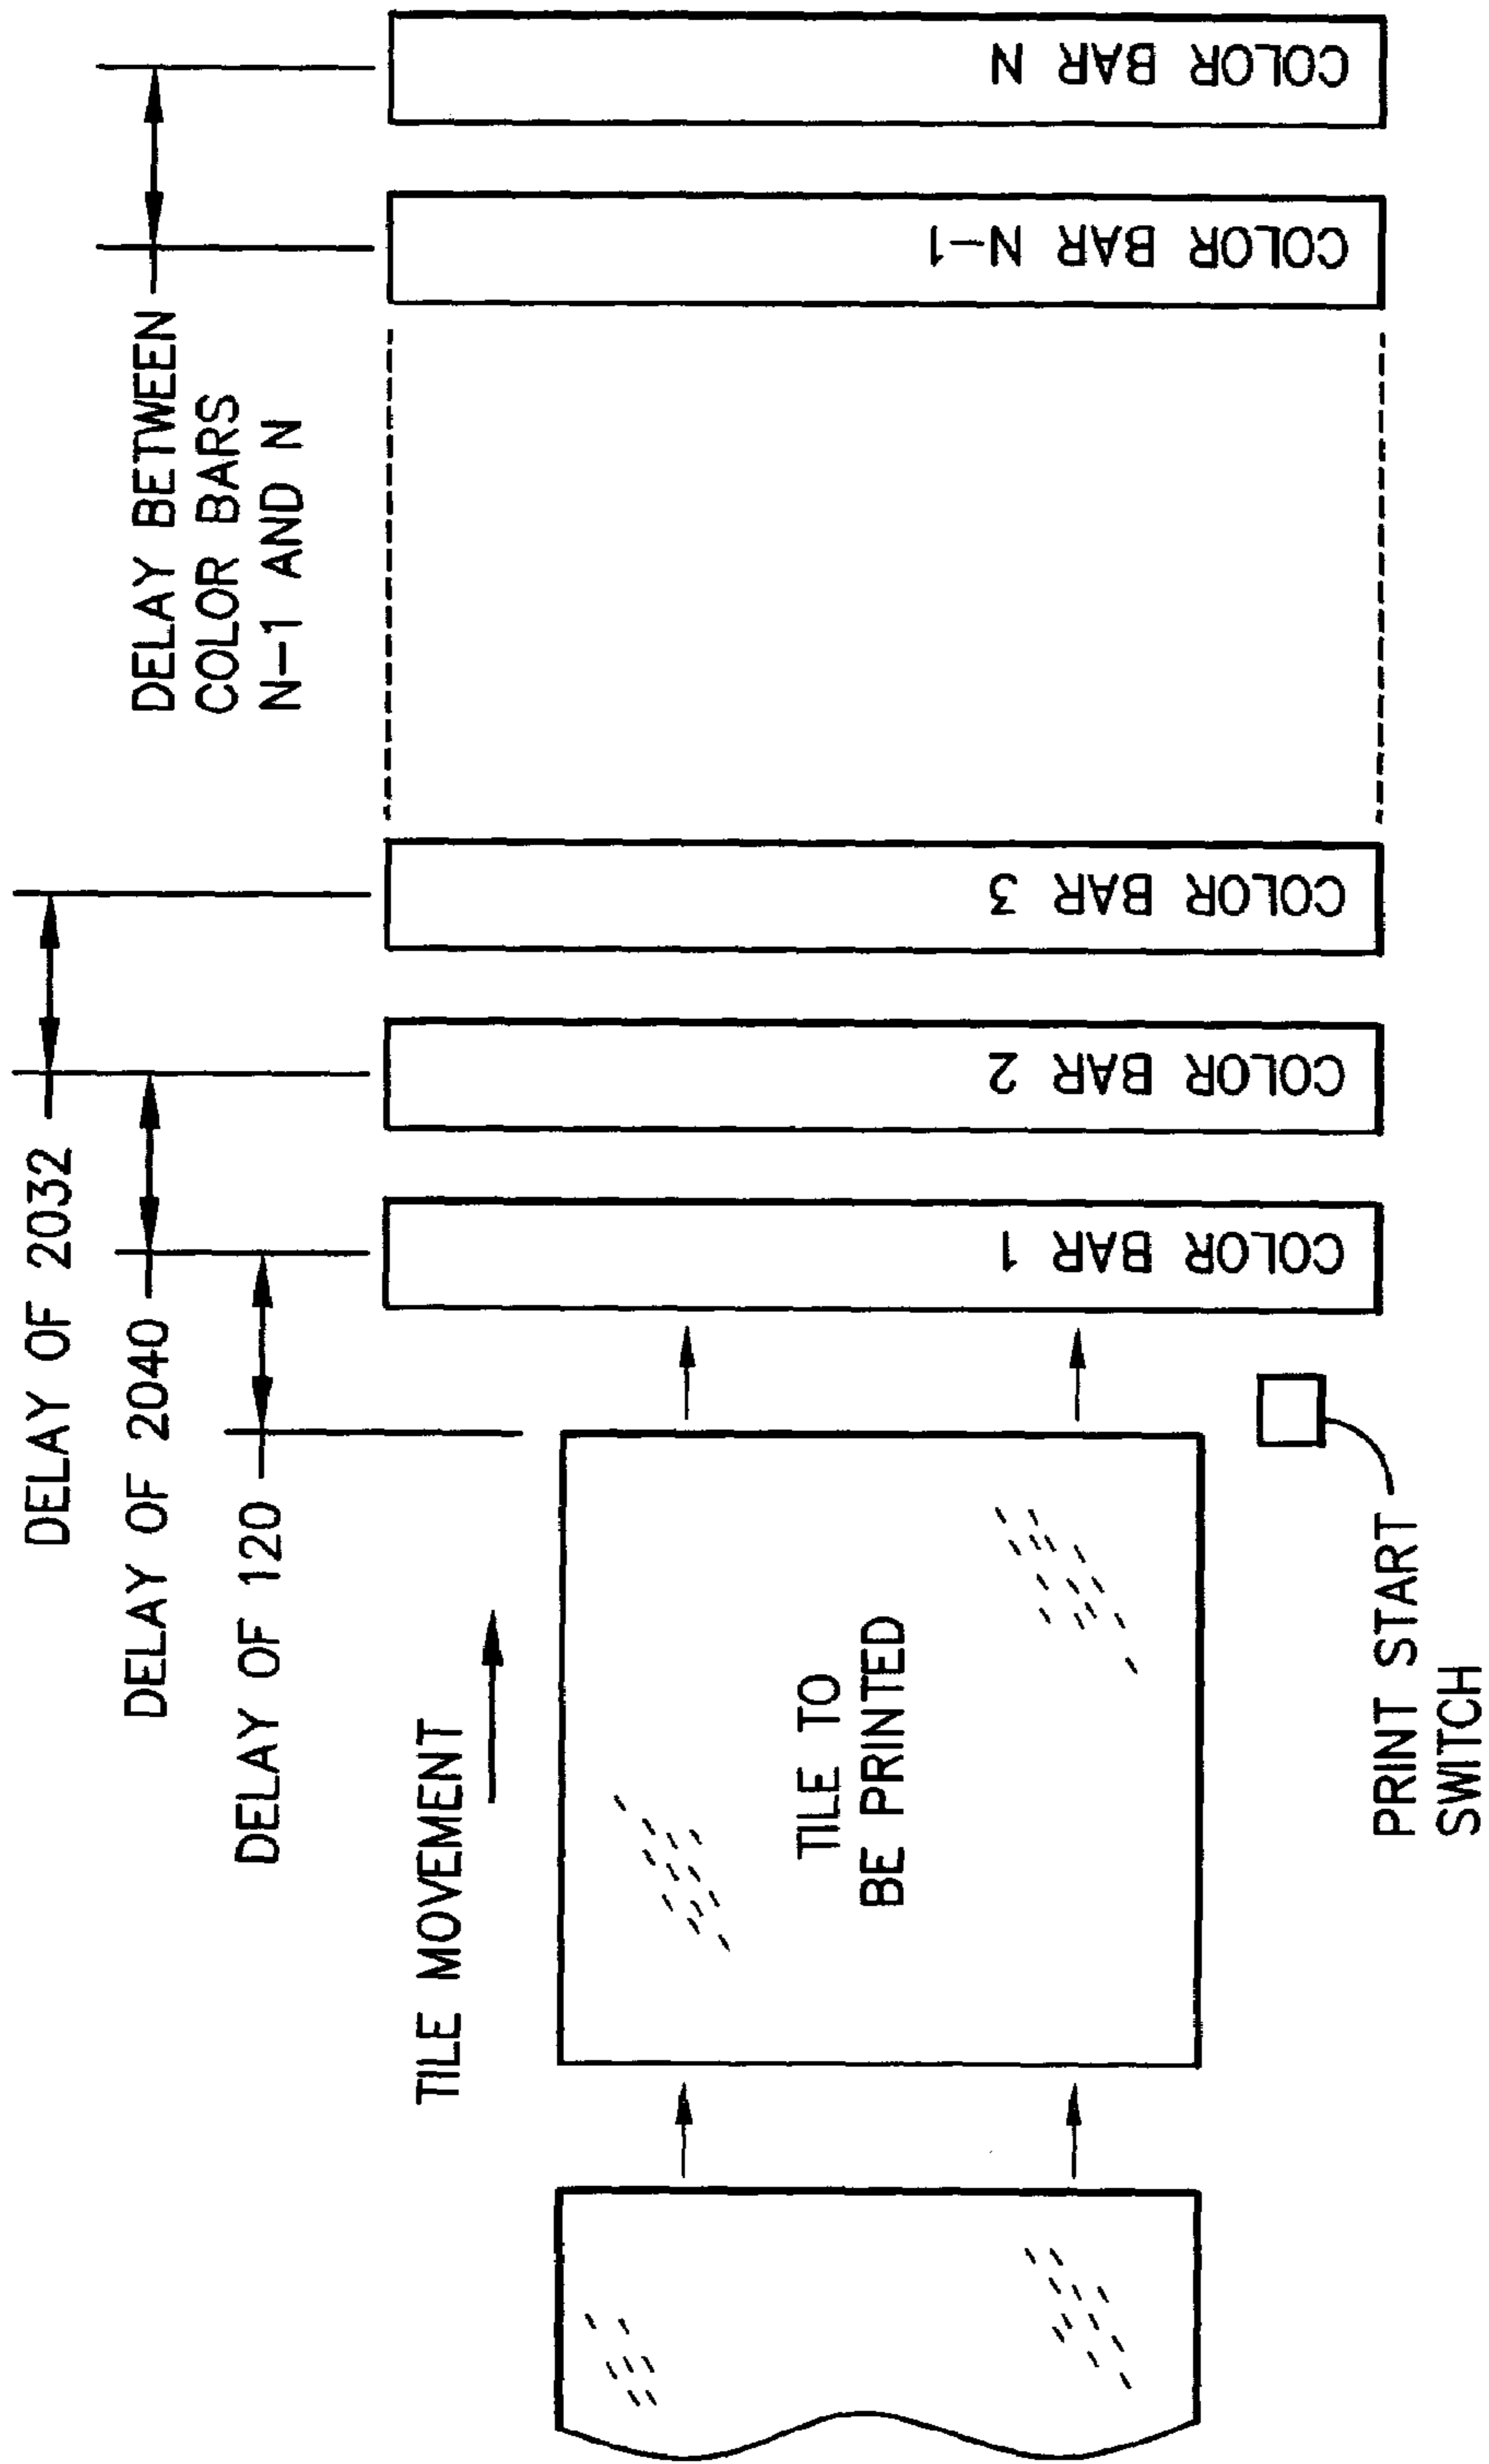 DELAY OF 2032
DELAY OF 2040
DELAY OF 120
DELAY BETWEEN
COLOR BARS
N-1 AND N
TILE MOVEMENT
TILE TO
BE PRINTED
COLOR BAR 1
COLOR BAR 2
COLOR BAR 3
COLOR BAR N-1
COLOR BAR N
PRINT START
SWITCH